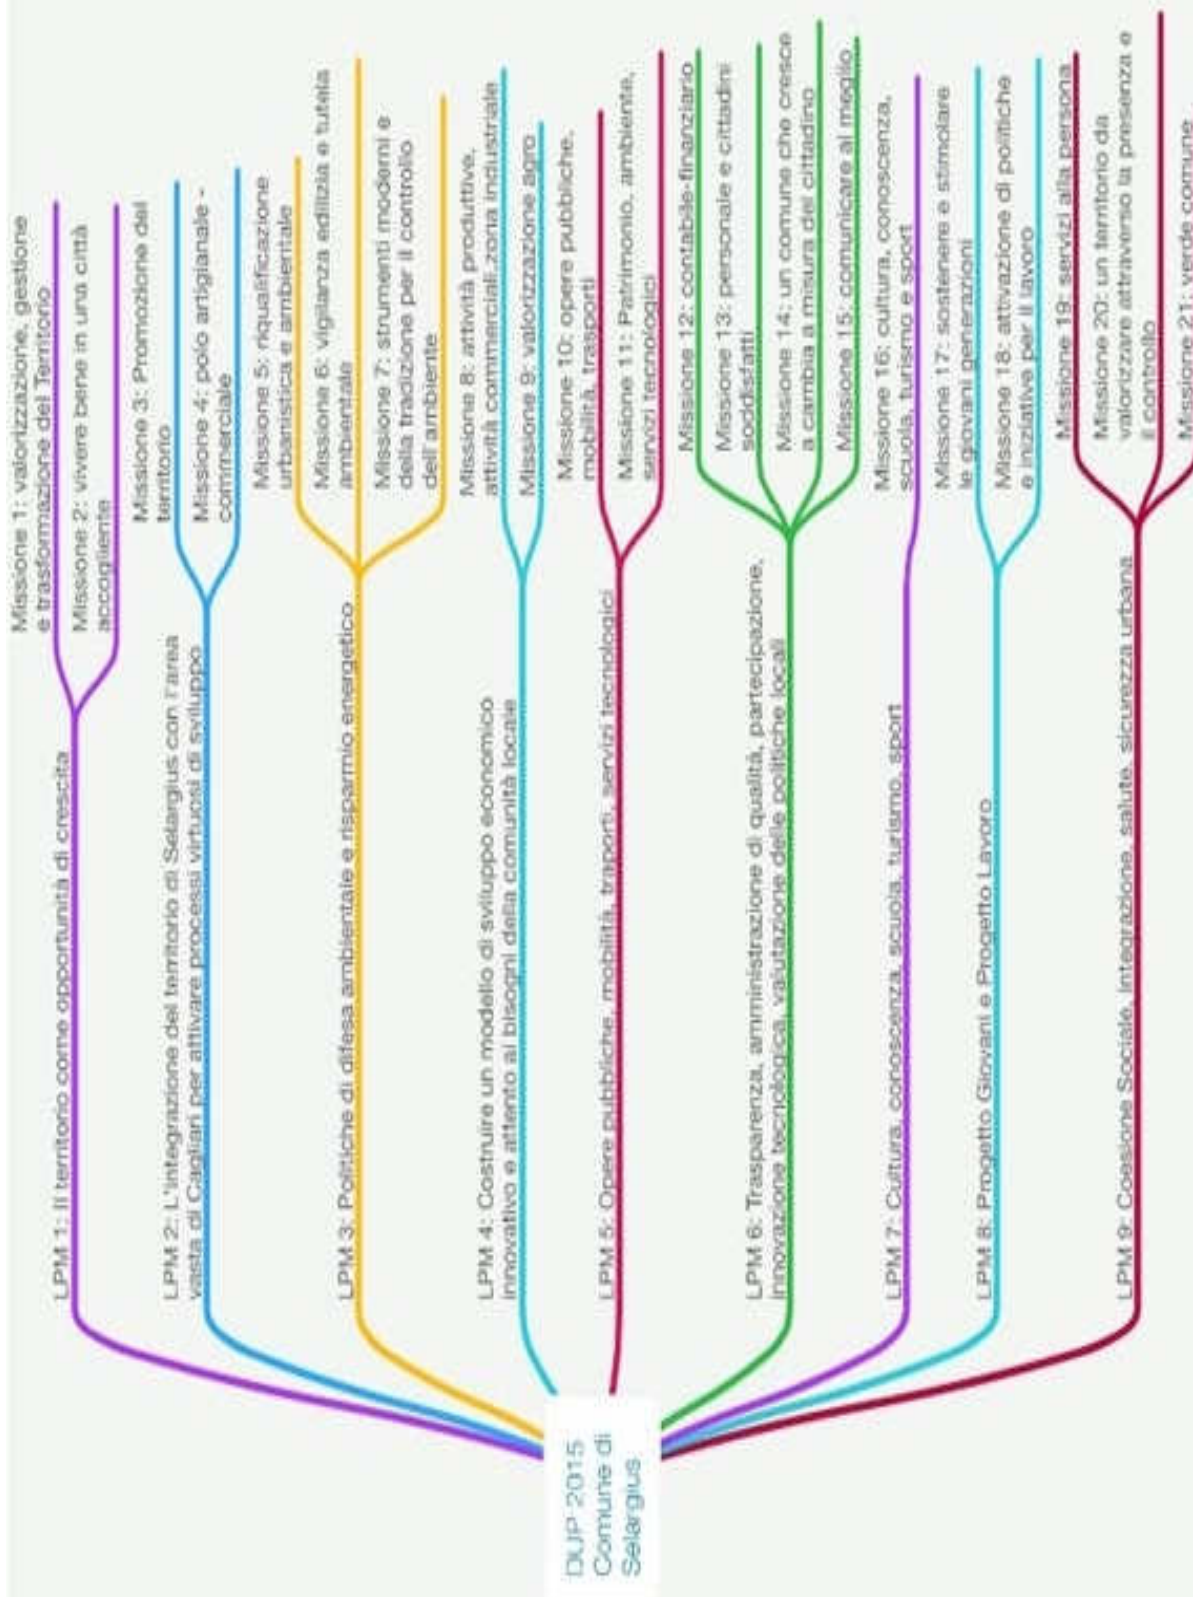 DUP 2015
Comune di
Selargius
LPM 1: Il territorio come opportunità di crescita
Missione 1: valorizzazione, gestione
e trasformazione del Territorio
Missione 2: vivere bene in una città
accogliente
LPM 2: L'integrazione del territorio di Selargius con l'area
vasta di Cagliari per attivare processi virtuosi di sviluppo
Missione 3: Promozione del
territorio
Missione 4: polo artigianale -
commerciale
LPM 3: Politiche di difesa ambientale e risparmio energetico
Missione 5: riqualificazione
urbanistica e ambientale
Missione 6: vigilanza edilizia e tutela
ambientale
Missione 7: strumenti moderni e
della tradizione per il controllo
dell'ambiente
LPM 4: Costruire un modello di sviluppo economico
innovativo e attento ai bisogni della comunità locale
Missione 8: attività produttive,
attività commerciali,zona industriale
Missione 9: valorizzazione agro
LPM 5: Opere pubbliche, mobilità, traporti, servizi tecnologici
Missione 10: opere pubbliche,
mobilità, trasporti
Missione 11: Patrimonio, ambiente,
servizi tecnologici
LPM 6: Trasparenza, amministrazione di qualità, partecipazione,
innovazione tecnologica, valutazione delle politiche locali
Missione 12: contabile-finanziario
Missione 13: personale e cittadini
soddisfatti
Missione 14: un comune che cresce
a cambia a misura del cittadino
Missione 15: comunicare al meglio
LPM 7: Cultura, conoscenza, scuola, turismo, sport
Missione 16: cultura, conoscenza,
scuola, turismo e sport
LPM 8: Progetto Giovani e Progetto Lavoro
Missione 17: sostenere e stimolare
le giovani generazioni
Missione 18: attivazione di politiche
e iniziative per il lavoro
LPM 9: Coesione Sociale, integrazione, salute, sicurezza urbana
Missione 19: servizi alla persona
Missione 20: un territorio da
valorizzare attraverso la presenza e
il controllo
Missione 21: verde comune